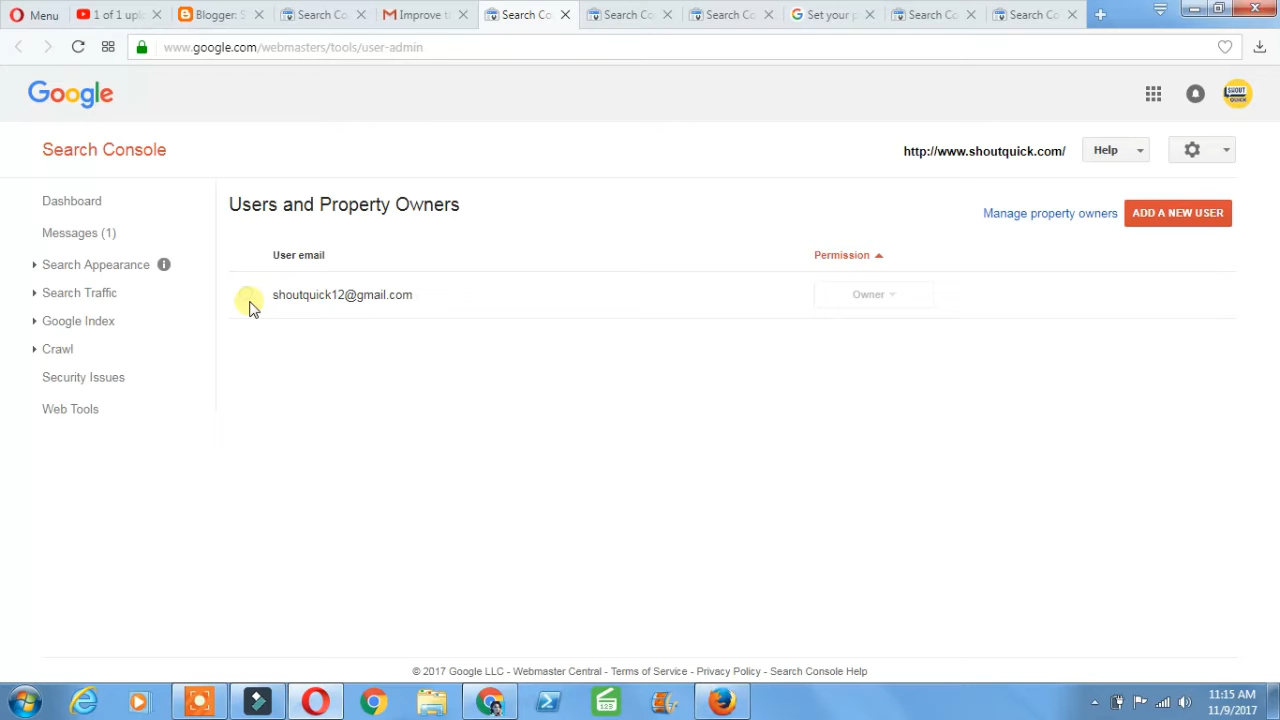 Menu
1 of 1 uplo
Blogger: S
Search Co
Improve t
Search Co
Search Co
Search Co
Set your p
Search Co
Search Co
www.google.com/webmasters/tools/user-admin
Google
SHOUT
QUICK
Search Console
http://www.shoutquick.com/
Help
Dashboard
Messages (1)
Search Appearance
Search Traffic
Google Index
Crawl
Security Issues
Web Tools
Users and Property Owners
Manage property owners
ADD A NEW USER
User email
Permission
shoutquick12@gmail.com
Owner
© 2017 Google LLC - Webmaster Central - Terms of Service - Privacy Policy - Search Console Help
123
11:15 AM
11/9/2017